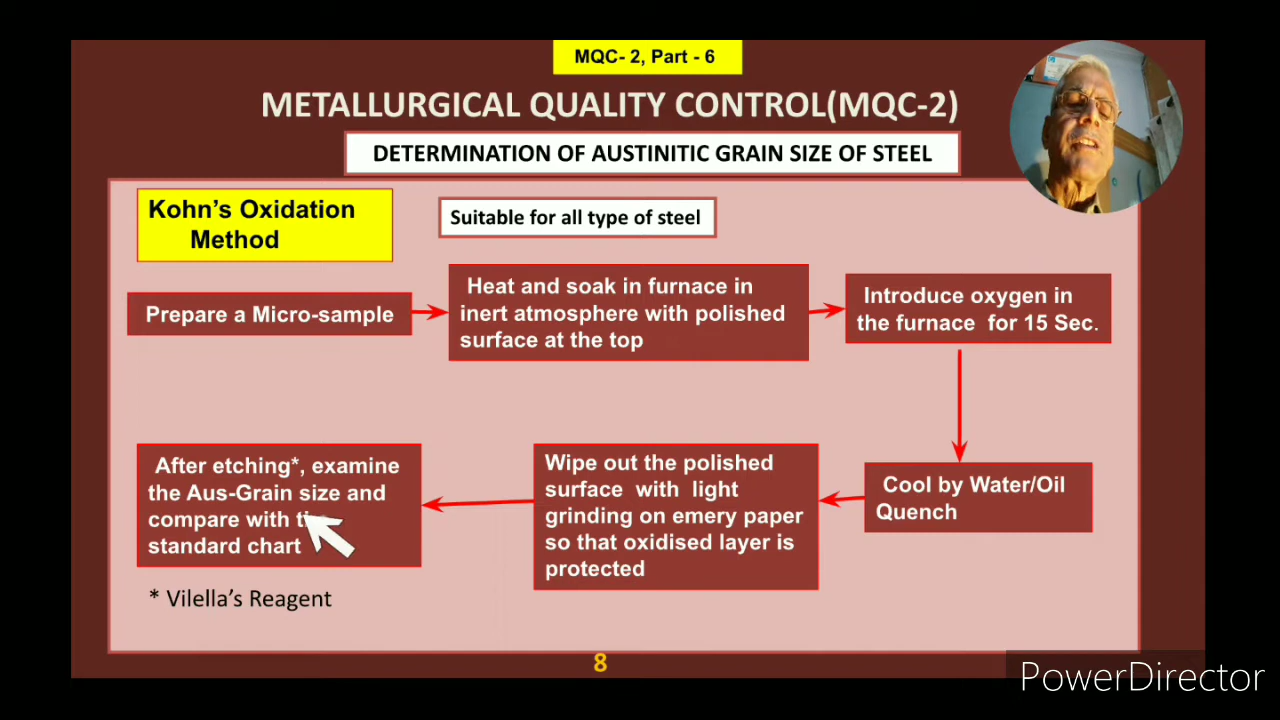 MQC- 2, Part - 6
METALLURGICAL QUALITY CONTROL(MQC-2)
DETERMINATION OF AUSTINITIC GRAIN SIZE OF STEEL
Kohn's Oxidation
Method
Suitable for all type of steel
Prepare a Micro-sample
Heat and soak in furnace in
inert atmosphere with polished
surface at the top
Introduce oxygen in
the furnace for 15 Sec.
Cool by Water/Oil
Quench
Wipe out the polished
surface with light
grinding on emery paper
so that oxidised layer is
protected
After etching*, examine
the Aus-Grain size and
compare with
standard chart
* Vilella's Reagent
8
PowerDirector